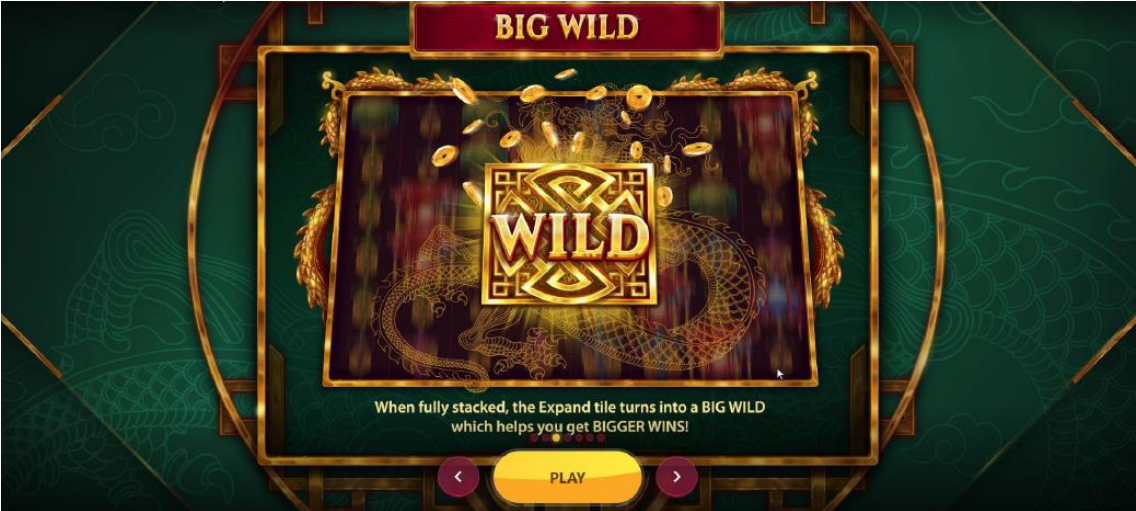 BIG WILD
WILD
When fully stacked, the Expand tile turns into a BIG WILD
which helps you get BIGGER WINS!
PLAY